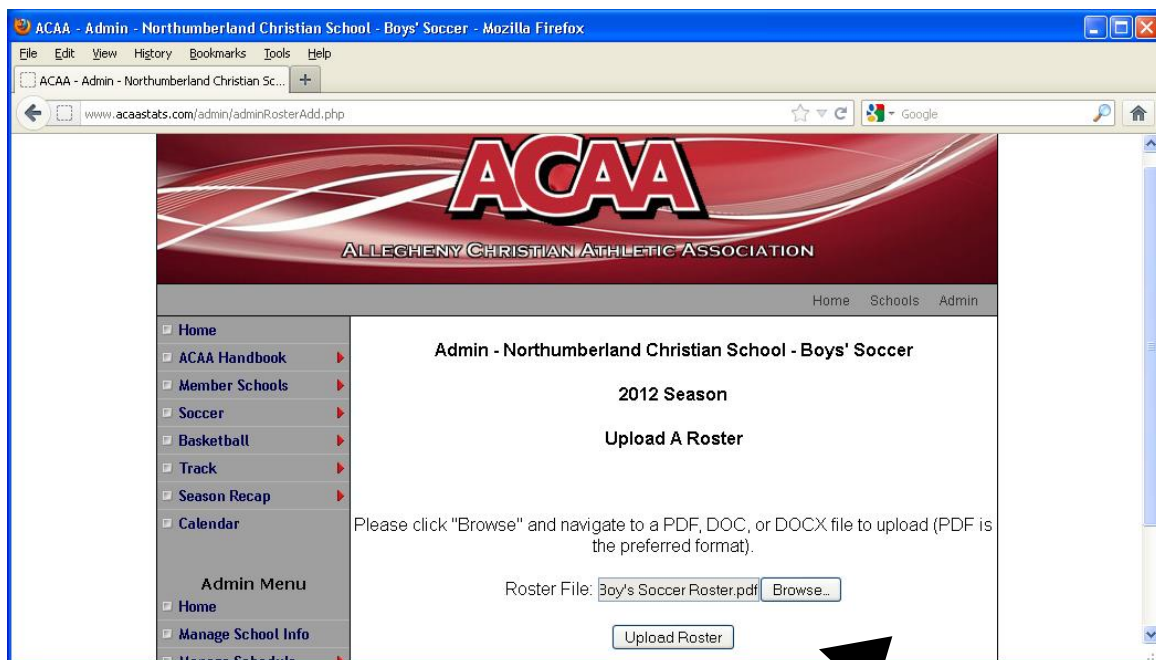 ACAA - Admin - Northumberland Christian School - Boys' Soccer - Mozilla Firefox
File Edit View History Bookmarks Tools Help
ACAA - Admin - Northumberland Christian Sc... +
www.acaastats.com/admin/adminRosterAdd.php Google
ACAA
ALLEGHENY CHRISTIAN ATHLETIC ASSOCIATION
Home Schools Admin
Home
ACAA Handbook
Member Schools
Soccer
Basketball
Track
Season Recap
Calendar
Admin Menu
Home
Manage School Info
Manage Schedule
Admin - Northumberland Christian School - Boys' Soccer
2012 Season
Upload A Roster
Please click "Browse" and navigate to a PDF, DOC, or DOCX file to upload (PDF is
the preferred format).
Roster File: Boy's Soccer Roster.pdf Browse...
Upload Roster